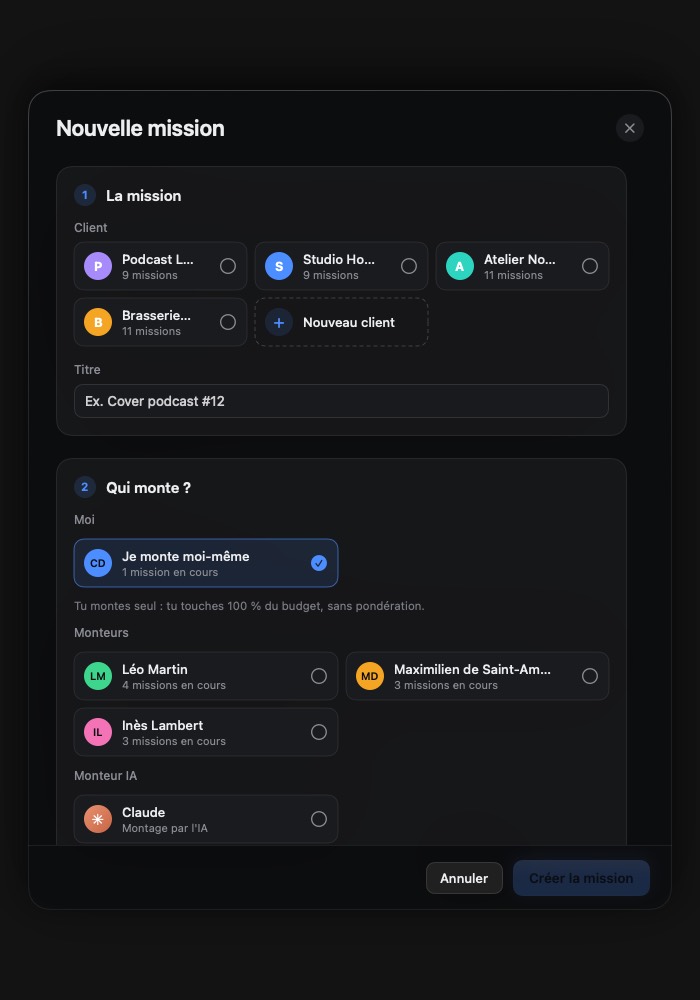 Nouvelle mission
1 La mission
Client
P Podcast L... S Studio Ho... A Atelier No...
9 missions 9 missions 11 missions
B Brasserie... + Nouveau client
11 missions
Titre
Ex. Cover podcast #12
2 Qui monte ?
Moi
CD Je monte moi-même
1 mission en cours
Tu montes seul : tu touches 100 % du budget, sans pondération.
Monteurs
LM Léo Martin MD Maximilien de Saint-Am...
4 missions en cours 3 missions en cours
IL Inès Lambert
3 missions en cours
Monteur IA
Claude
Montage par l'IA
Annuler Créer la mission